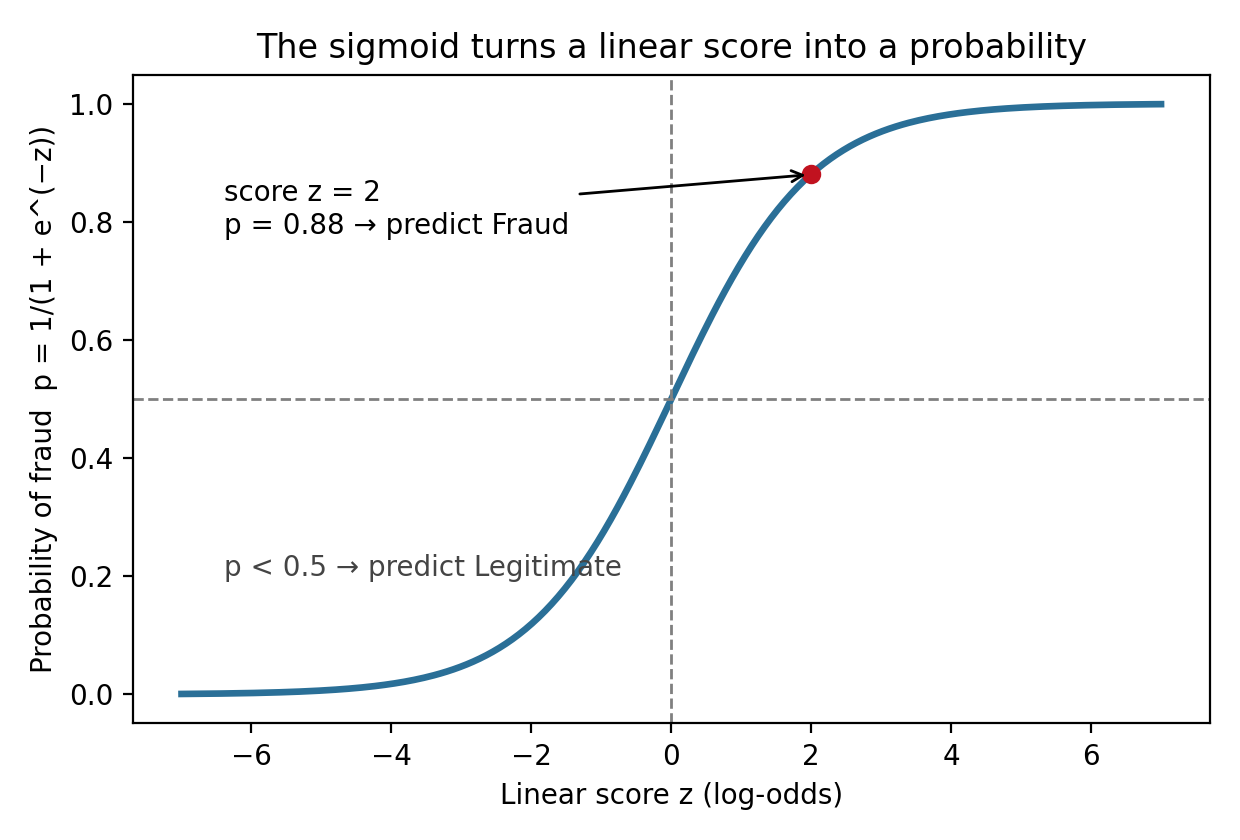 The sigmoid turns a linear score into a probability
Probability of fraud  p = 1/(1 + e^(−z))
1.0
0.8
0.6
0.4
0.2
0.0
score z = 2
p = 0.88 → predict Fraud
p < 0.5 → predict Legitimate
−6
−4
−2
0
2
4
6
Linear score z (log-odds)